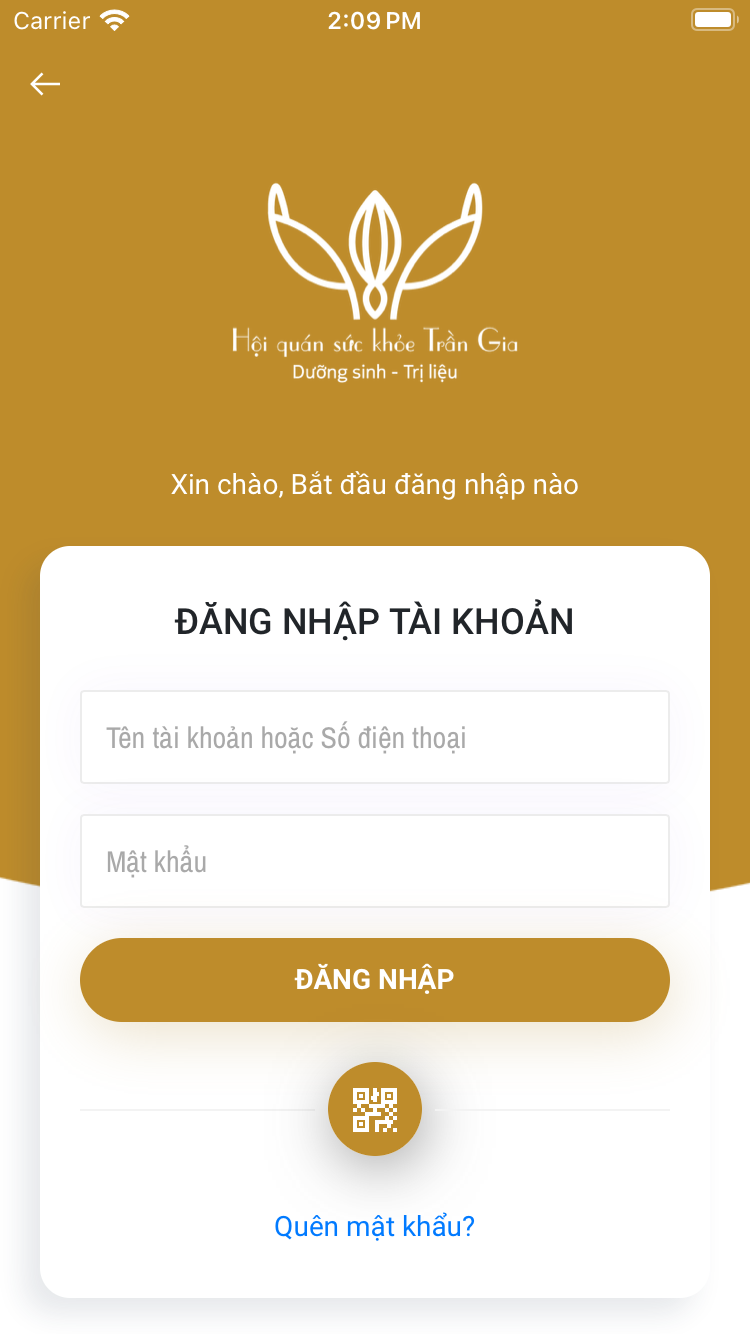 Carrier 2:09 PM
Hội quán sức khỏe Trần Gia
Dưỡng sinh - Trị liệu
Xin chào, Bắt đầu đăng nhập nào
ĐĂNG NHẬP TÀI KHOẢN
Tên tài khoản hoặc Số điện thoại
Mật khẩu
ĐĂNG NHẬP
Quên mật khẩu?